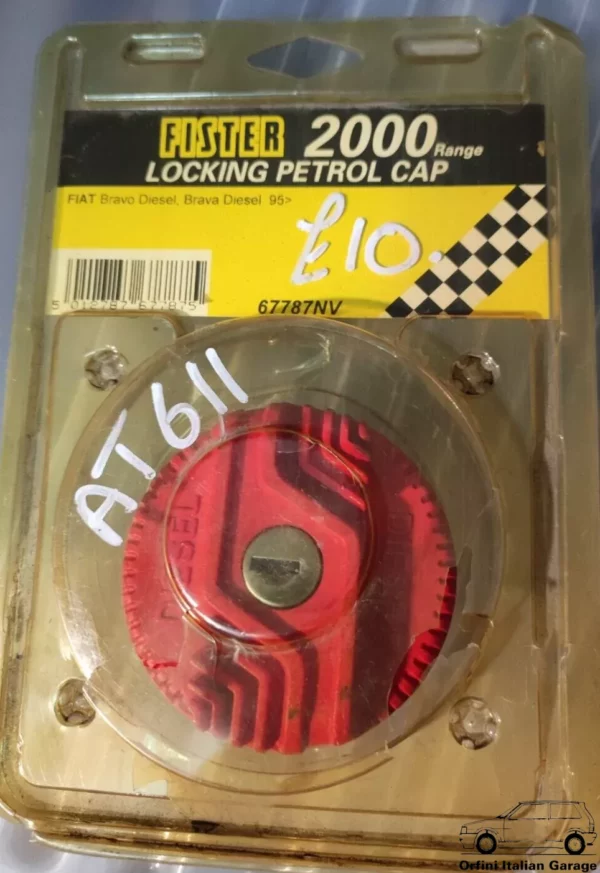 FISTER 2000 Range
LOCKING PETROL CAP
FIAT Bravo Diesel, Brava Diesel 95>
£10.
67787NV
AT611
DIESEL
Orfini Italian Garage